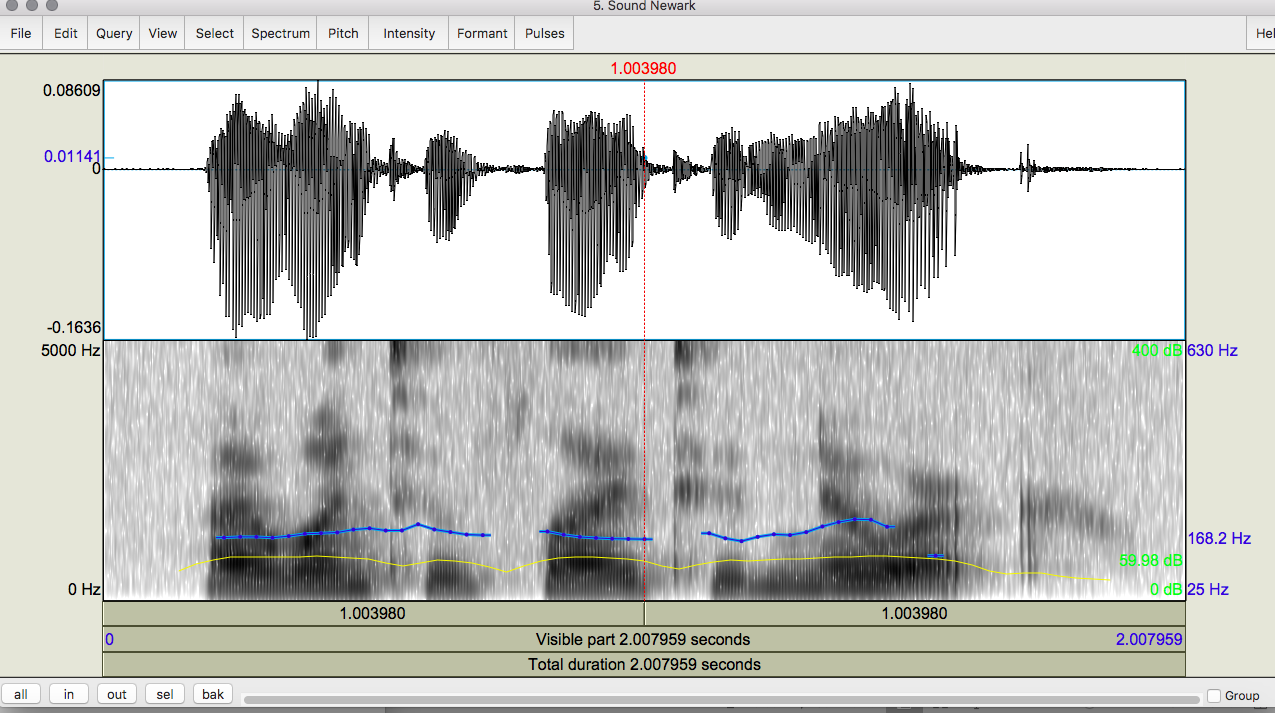 5. Sound Newark
File Edit Query View Select Spectrum Pitch Intensity Formant Pulses Hel
1.003980
0.08609
0.01141
0
-0.1636
5000 Hz 400 dB 630 Hz
168.2 Hz
59.98 dB
0 Hz 0 dB 25 Hz
1.003980 1.003980
0 Visible part 2.007959 seconds 2.007959
Total duration 2.007959 seconds
all in out sel bak Group